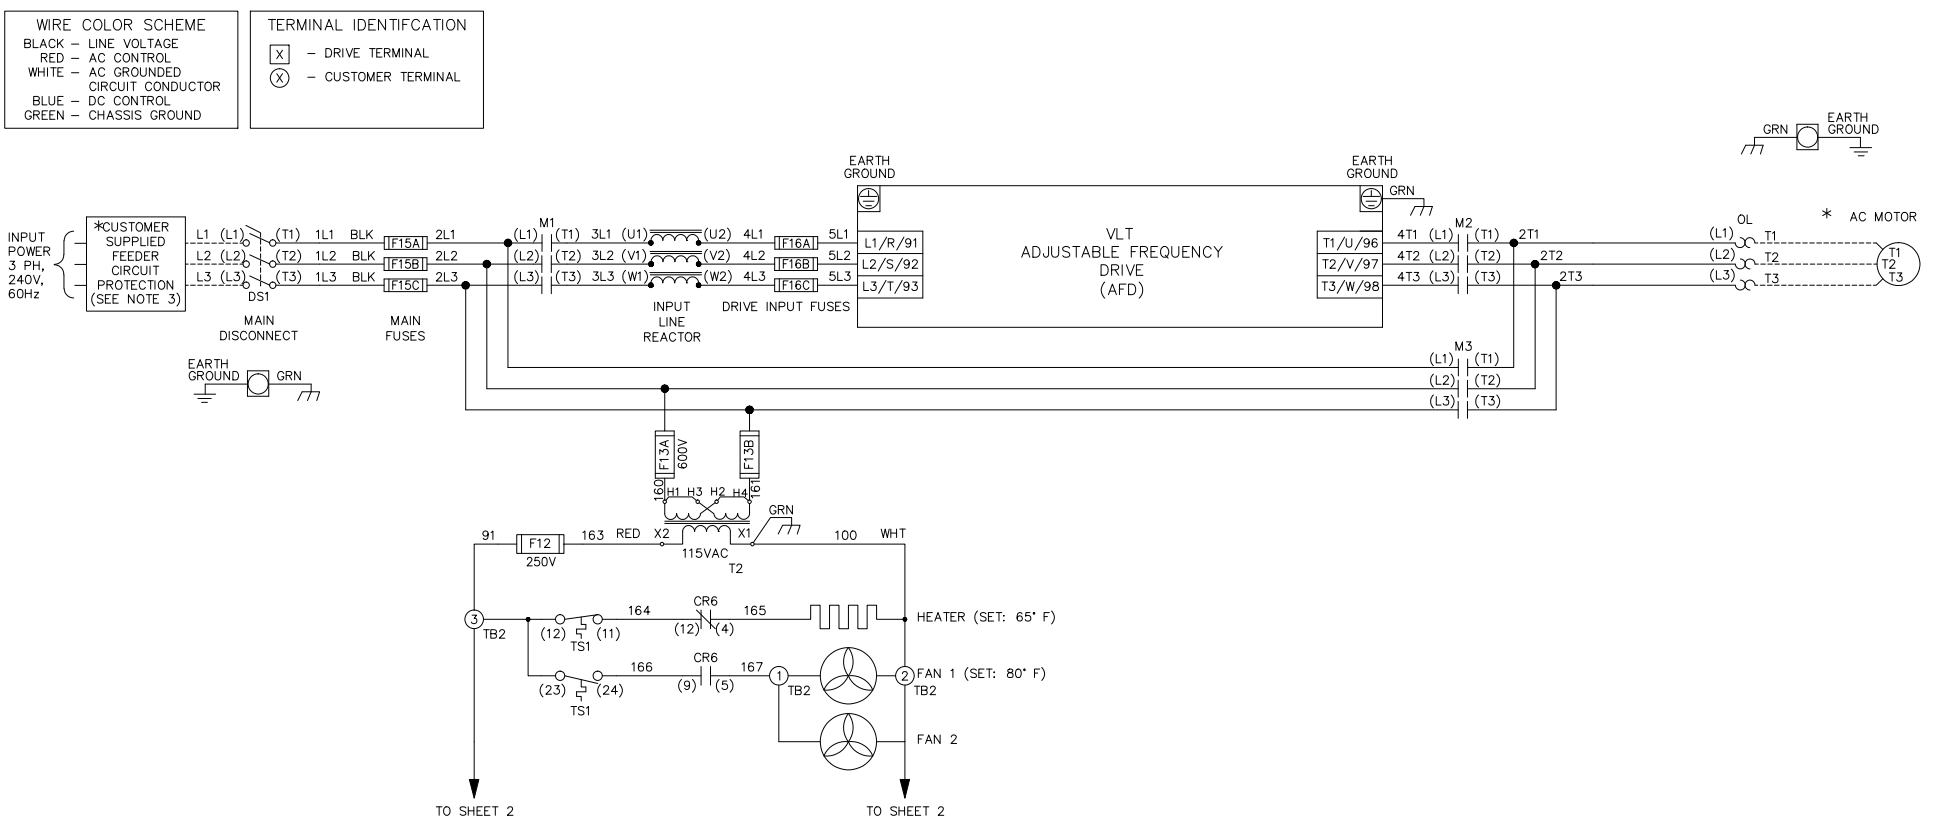 WIRE COLOR SCHEME
BLACK – LINE VOLTAGE
RED – AC CONTROL
WHITE – AC GROUNDED
CIRCUIT CONDUCTOR
BLUE – DC CONTROL
GREEN – CHASSIS GROUND
TERMINAL IDENTIFCATION
X – DRIVE TERMINAL
X – CUSTOMER TERMINAL
GRN
EARTH
GROUND
INPUT
POWER
3 PH,
240V,
60Hz
*CUSTOMER
SUPPLIED
FEEDER
CIRCUIT
PROTECTION
(SEE NOTE 3)
L1 (L1) (T1) 1L1 BLK F15A 2L1
L2 (L2) 1L2 BLK F15B 2L2
L3 (L3) (T3) 1L3 BLK F15C 2L3
DS1
MAIN
DISCONNECT
MAIN
FUSES
EARTH
GROUND
GRN
M1
(L1) (T1) 3L1 (U1) (U2) 4L1 F16A 5L1
(L2) (T2) 3L2 (V1) (V2) 4L2 F16B 5L2
(L3) (T3) 3L3 (W1) (W2) 4L3 F16C 5L3
INPUT
LINE
REACTOR
DRIVE INPUT FUSES
EARTH
GROUND
L1/R/91
L2/S/92
L3/T/93
VLT
ADJUSTABLE FREQUENCY
DRIVE
(AFD)
EARTH
GROUND
GRN
T1/U/96
T2/V/97
T3/W/98
M2
4T1 (L1) (T1) 2T1
4T2 (L2) (T2) 2T2
4T3 (L3) (T3) 2T3
OL
(L1) T1
(L2) T2
(L3) T3
* AC MOTOR
T1
T2
T3
M3
(L1) (T1)
(L2) (T2)
(L3) (T3)
F13A
600V
F13B
160
161
H1 H3 H2 H4
GRN
91 F12 163 RED X2 X1 100 WHT
250V
115VAC
T2
3
TB2
(12) (11)
TS1
164
CR6
(12) (4)
165
HEATER (SET: 65° F)
(23) (24)
TS1
166
CR6
(9) (5)
167
1
TB2
2
TB2
FAN 1 (SET: 80° F)
FAN 2
TO SHEET 2
TO SHEET 2